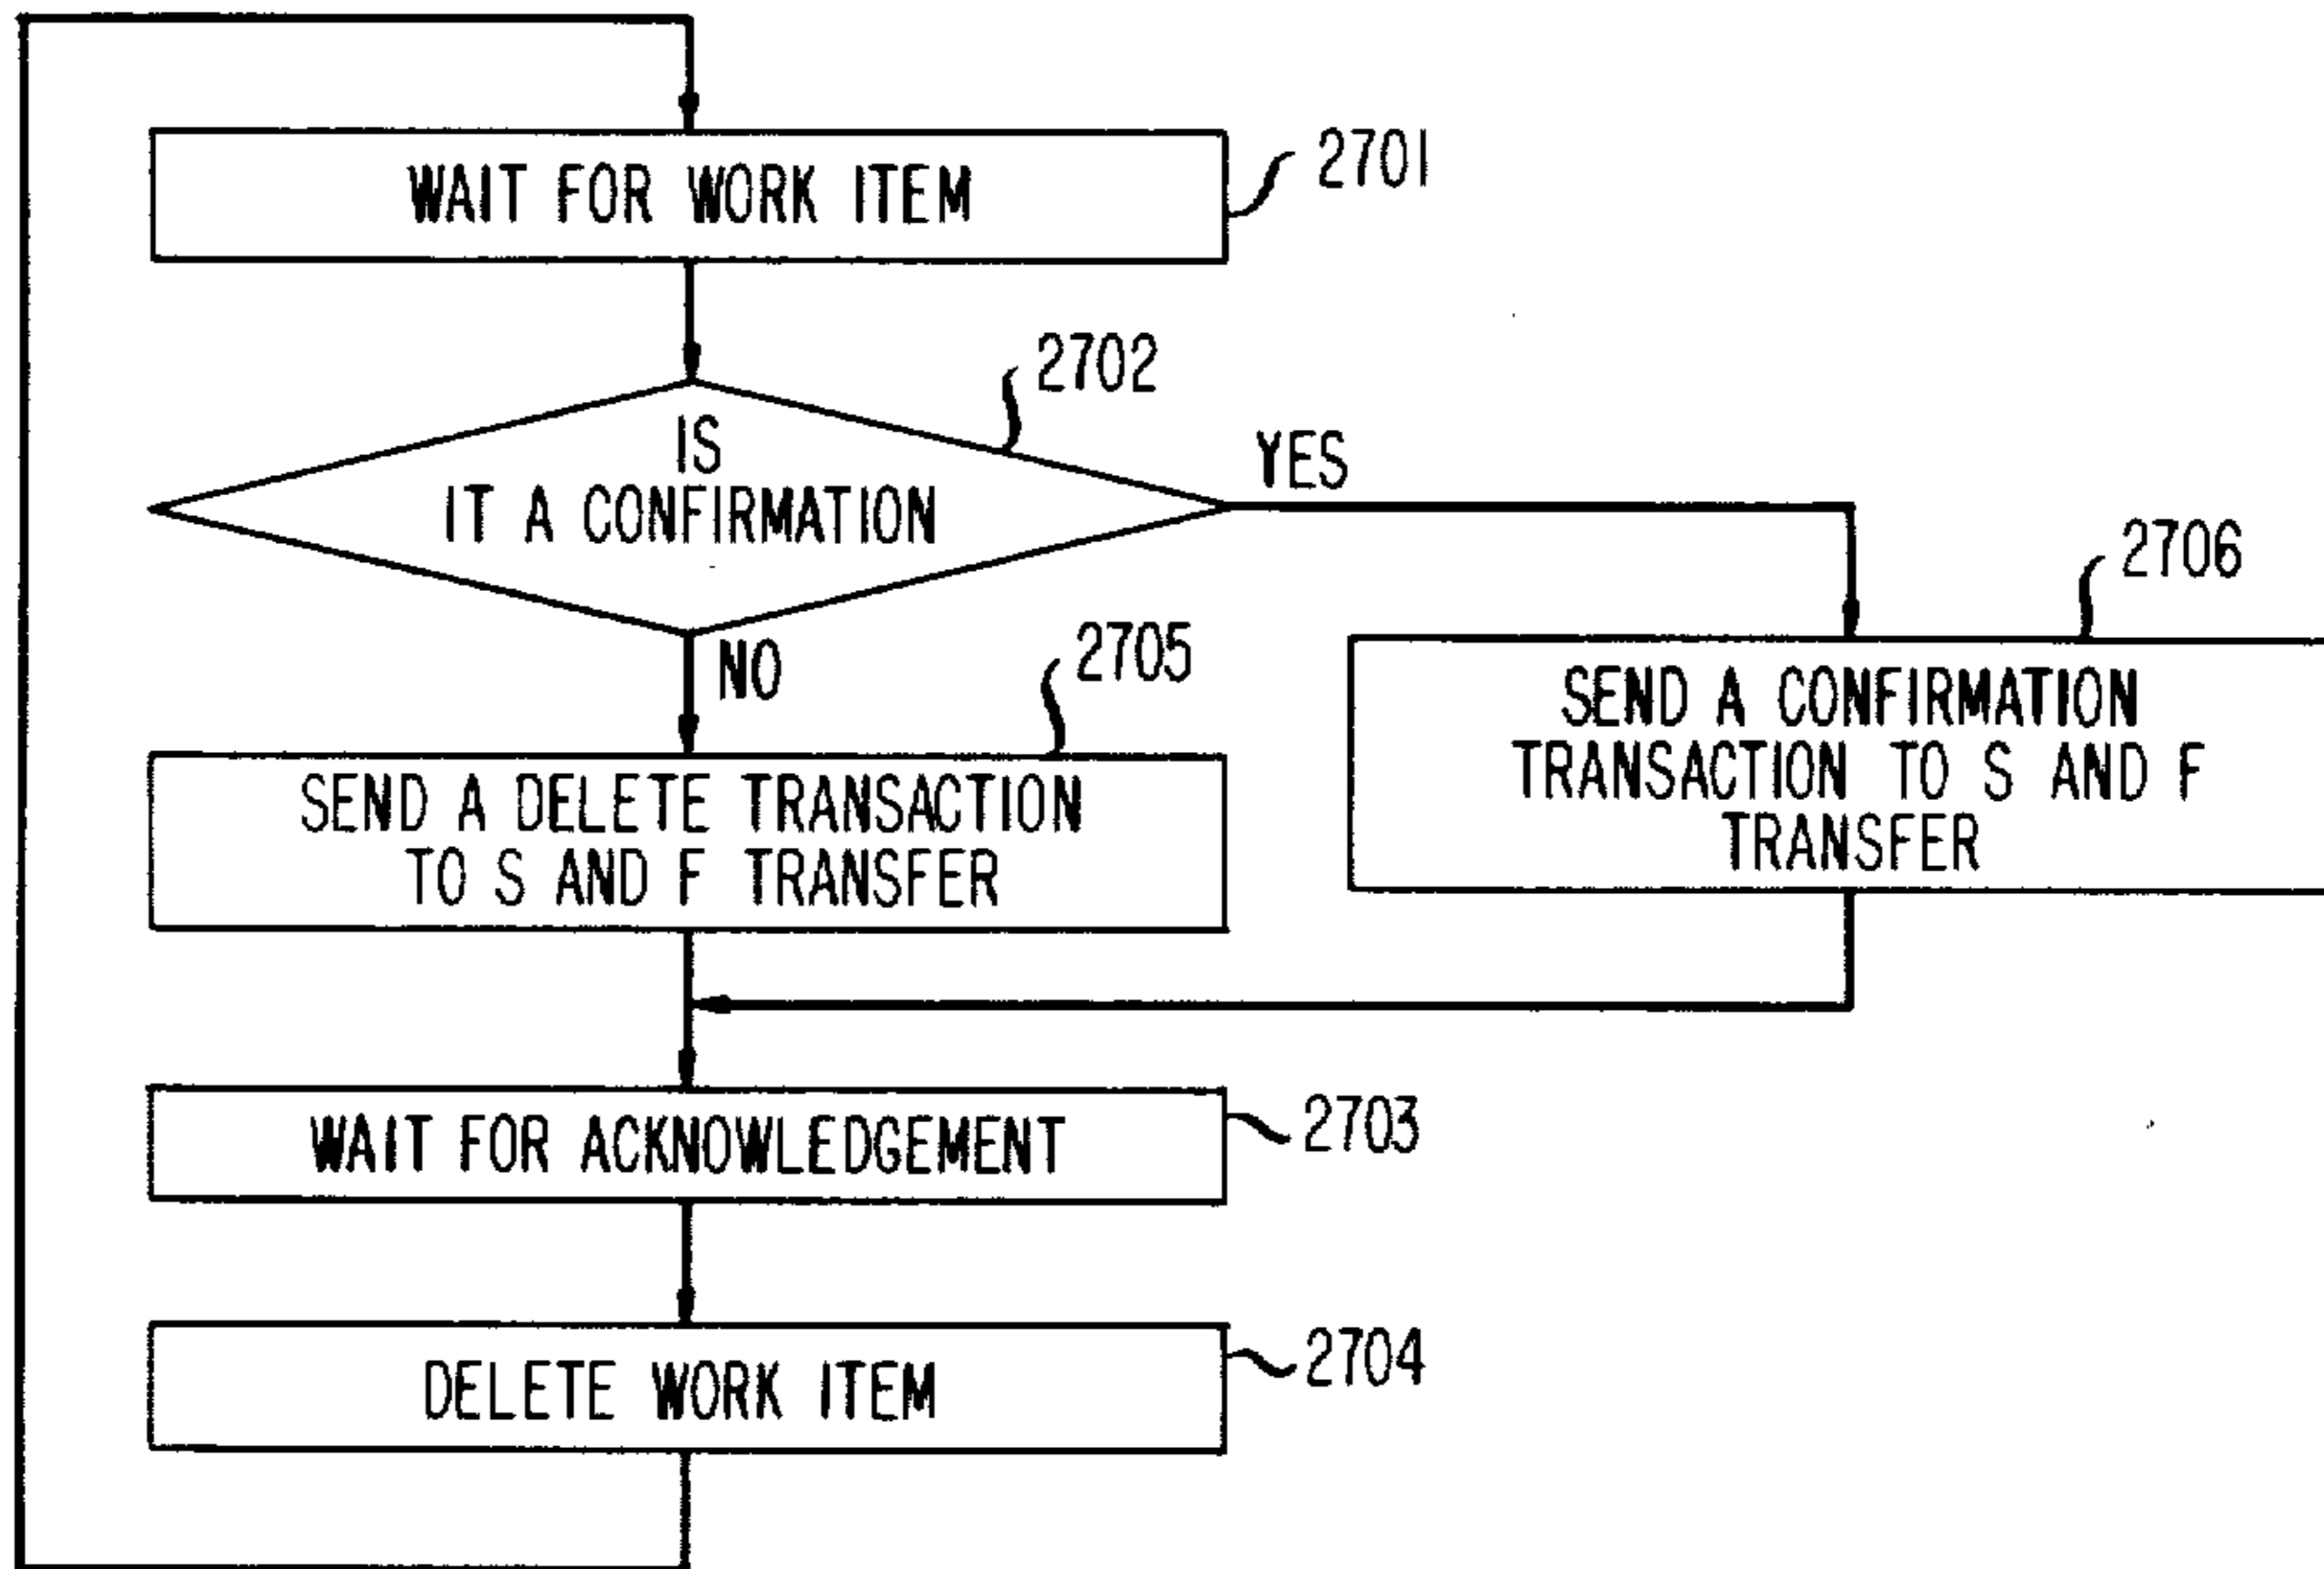 WAIT FOR WORK ITEM
2701
2702
IS
IT A CONFIRMATION
YES
NO
2706
SEND A CONFIRMATION
TRANSACTION TO S AND F
TRANSFER
2705
SEND A DELETE TRANSACTION
TO S AND F TRANSFER
WAIT FOR ACKNOWLEDGEMENT
2703
DELETE WORK ITEM
2704